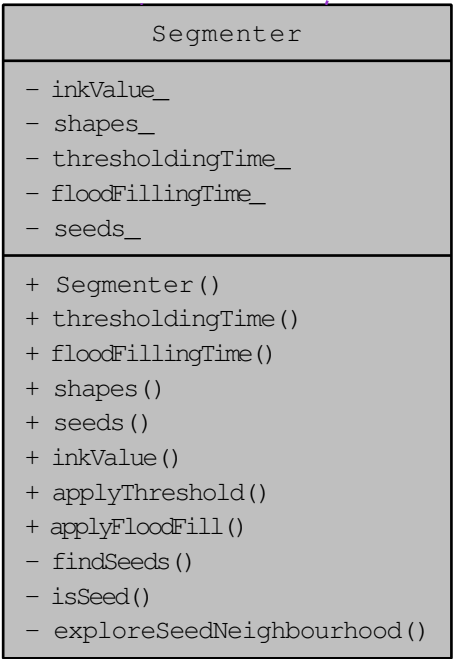 Segmenter
- inkValue_
- shapes_
- thresholdingTime_
- floodFillingTime_
- seeds_
+ Segmenter()
+ thresholdingTime()
+ floodFillingTime()
+ shapes()
+ seeds()
+ inkValue()
+ applyThreshold()
+ applyFloodFill()
- findSeeds()
- isSeed()
- exploreSeedNeighbourhood()